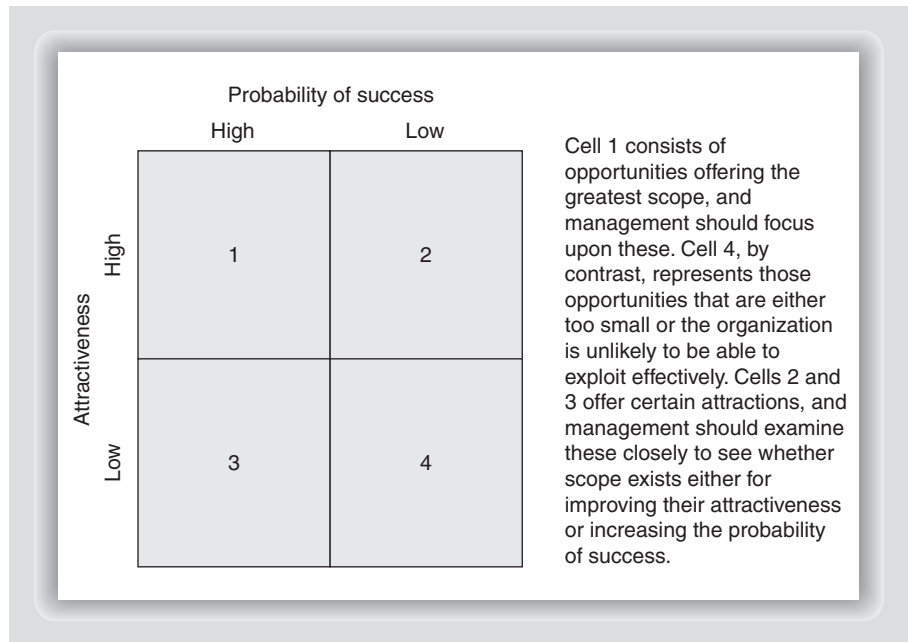 Probability of success
High Low
Attractiveness
High
Low
1 2
3 4
Cell 1 consists of
opportunities offering the
greatest scope, and
management should focus
upon these. Cell 4, by
contrast, represents those
opportunities that are either
too small or the organization
is unlikely to be able to
exploit effectively. Cells 2 and
3 offer certain attractions, and
management should examine
these closely to see whether
scope exists either for
improving their attractiveness
or increasing the probability
of success.